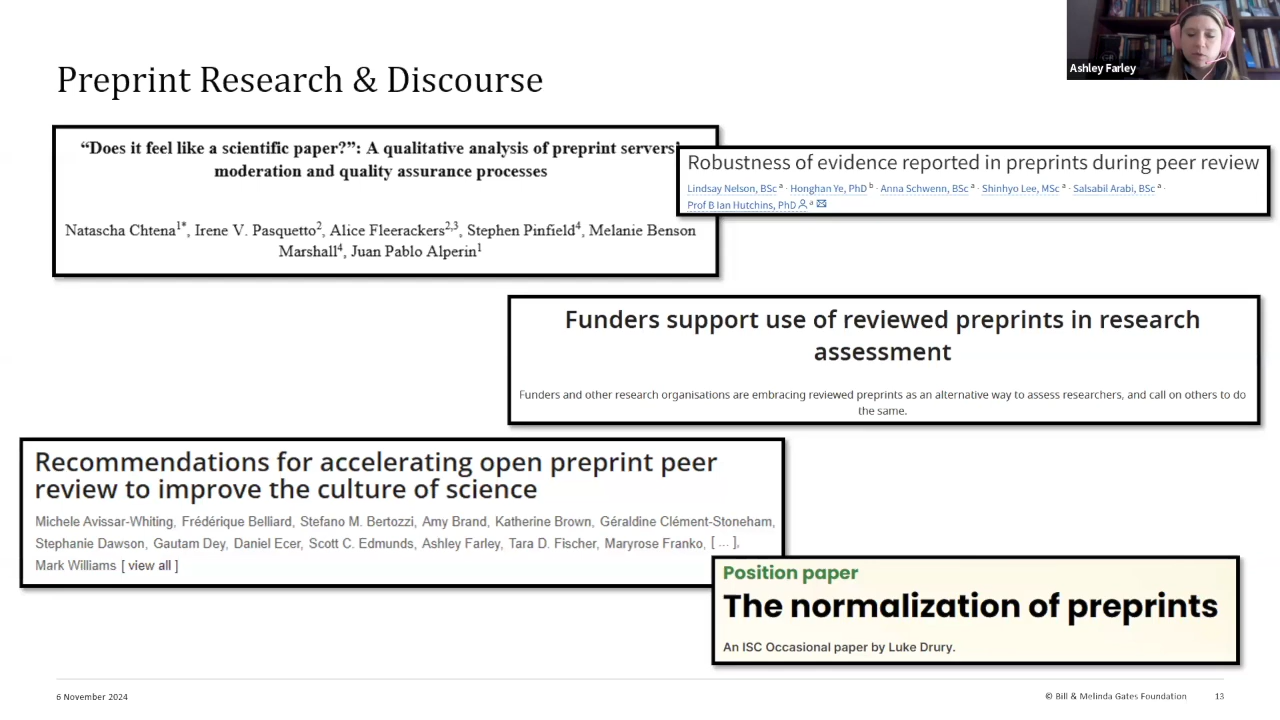 Ashley Farley
Preprint Research & Discourse
“Does it feel like a scientific paper?”: A qualitative analysis of preprint servers'
moderation and quality assurance processes
Natascha Chtena1*, Irene V. Pasquetto2, Alice Fleerackers2,3, Stephen Pinfield4, Melanie Benson
Marshall4, Juan Pablo Alperin1
Robustness of evidence reported in preprints during peer review
Lindsay Nelson, BSc a · Honghan Ye, PhD b · Anna Schwenn, BSc a · Shinhyo Lee, MSc a · Salsabil Arabi, BSc a ·
Prof B Ian Hutchins, PhD a
Funders support use of reviewed preprints in research
assessment
Funders and other research organisations are embracing reviewed preprints as an alternative way to assess researchers, and call on others to do
the same.
Recommendations for accelerating open preprint peer
review to improve the culture of science
Michele Avissar-Whiting, Frédérique Belliard, Stefano M. Bertozzi, Amy Brand, Katherine Brown, Géraldine Clément-Stoneham,
Stephanie Dawson, Gautam Dey, Daniel Ecer, Scott C. Edmunds, Ashley Farley, Tara D. Fischer, Maryrose Franko, [ ... ],
Mark Williams [ view all ]
Position paper
The normalization of preprints
An ISC Occasional paper by Luke Drury.
6 November 2024
© Bill & Melinda Gates Foundation 13